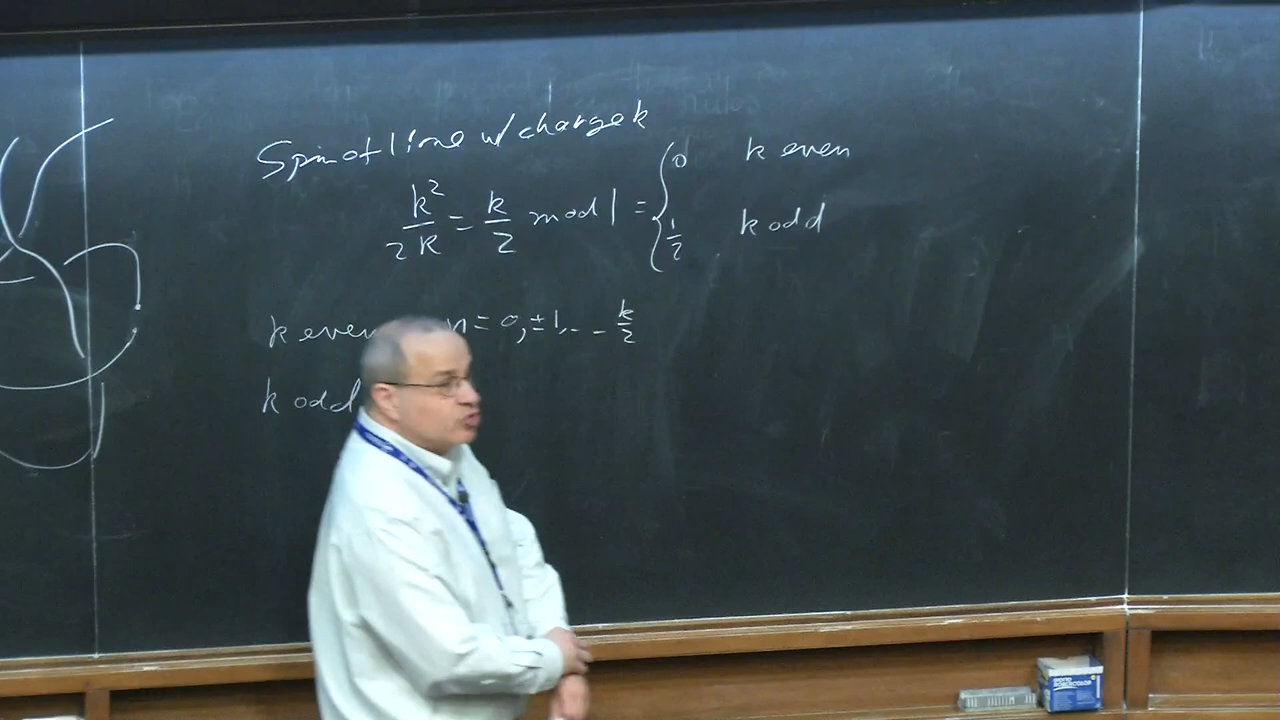 Spin of line w/ charge k
k²/2k = k/2 mod 1 = { 0 k even
1/2 k odd
k even n = 0, ±1, .. k/2
k odd